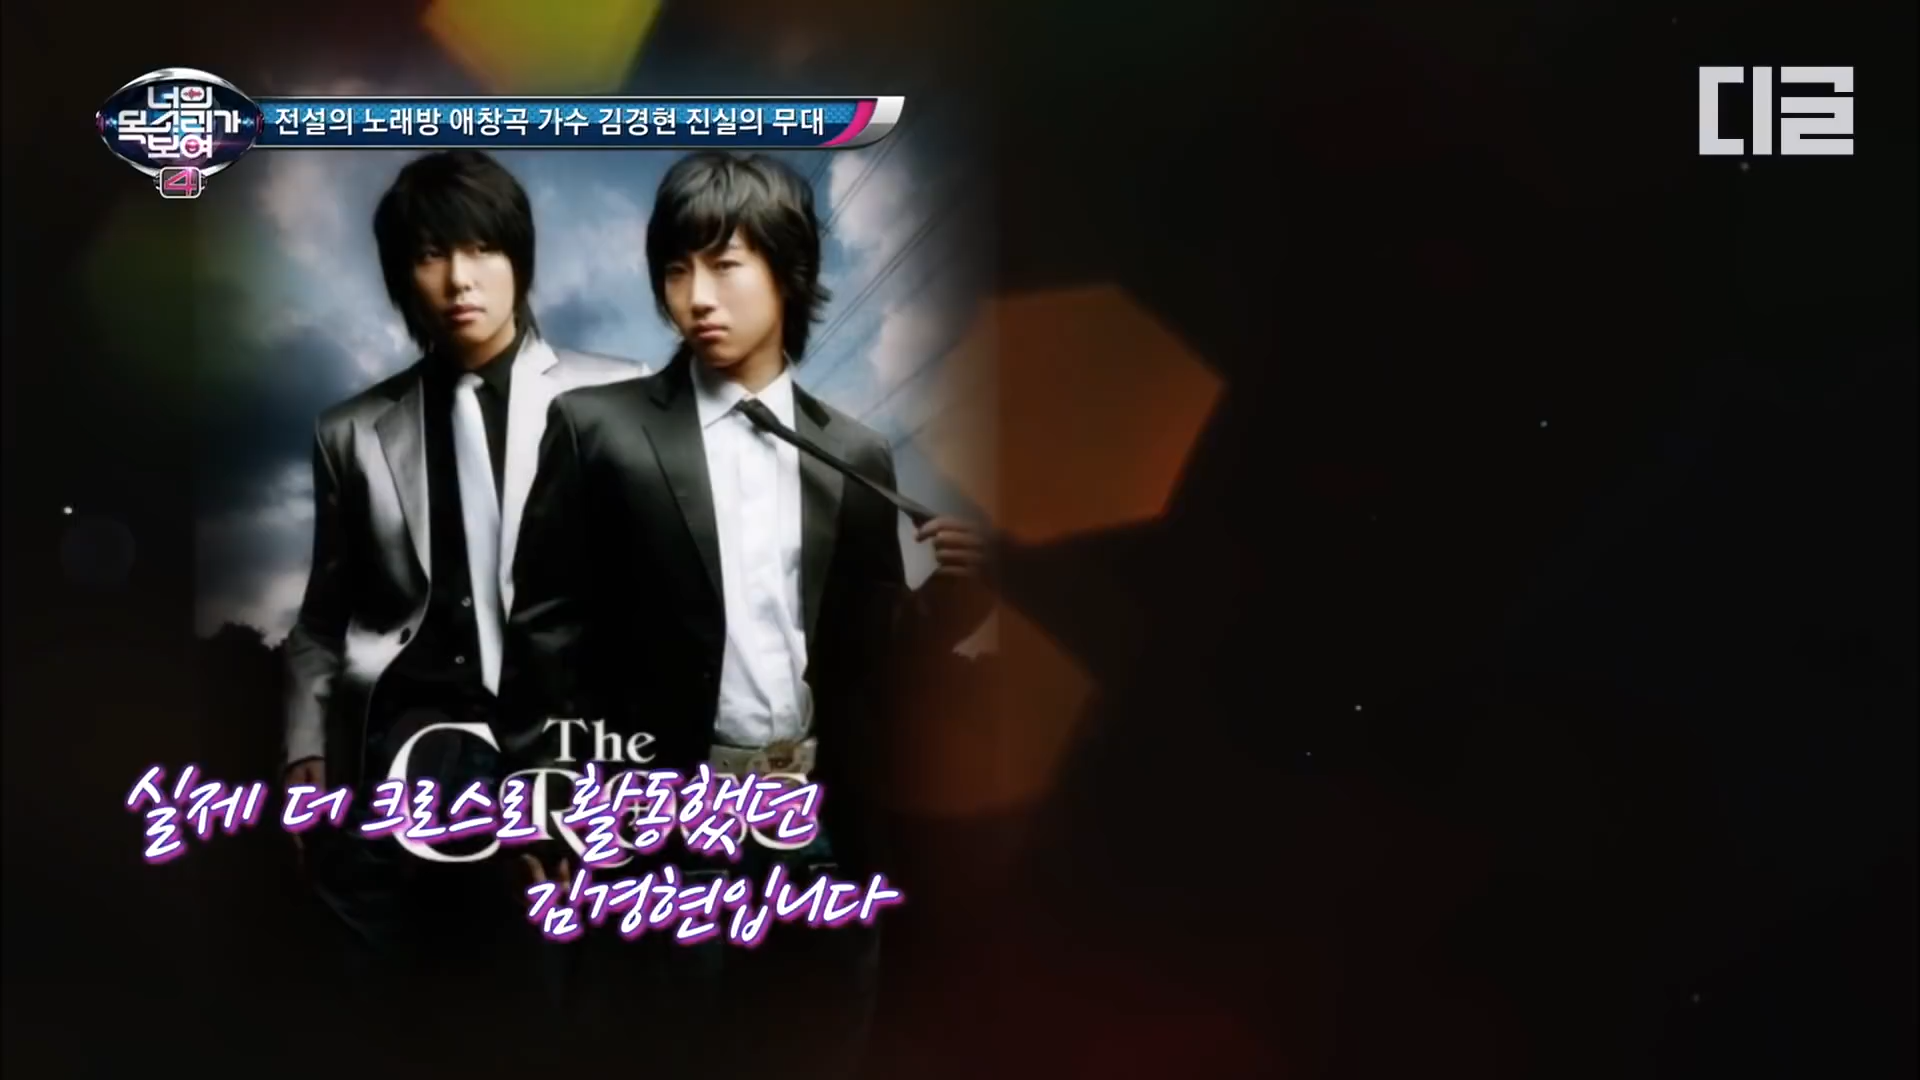 너의
목소리가
보여
4
전설의 노래방 애창곡 가수 김경현 진실의 무대
디글
The
Cross
실제 더 크로스로 활동했던
김경현입니다